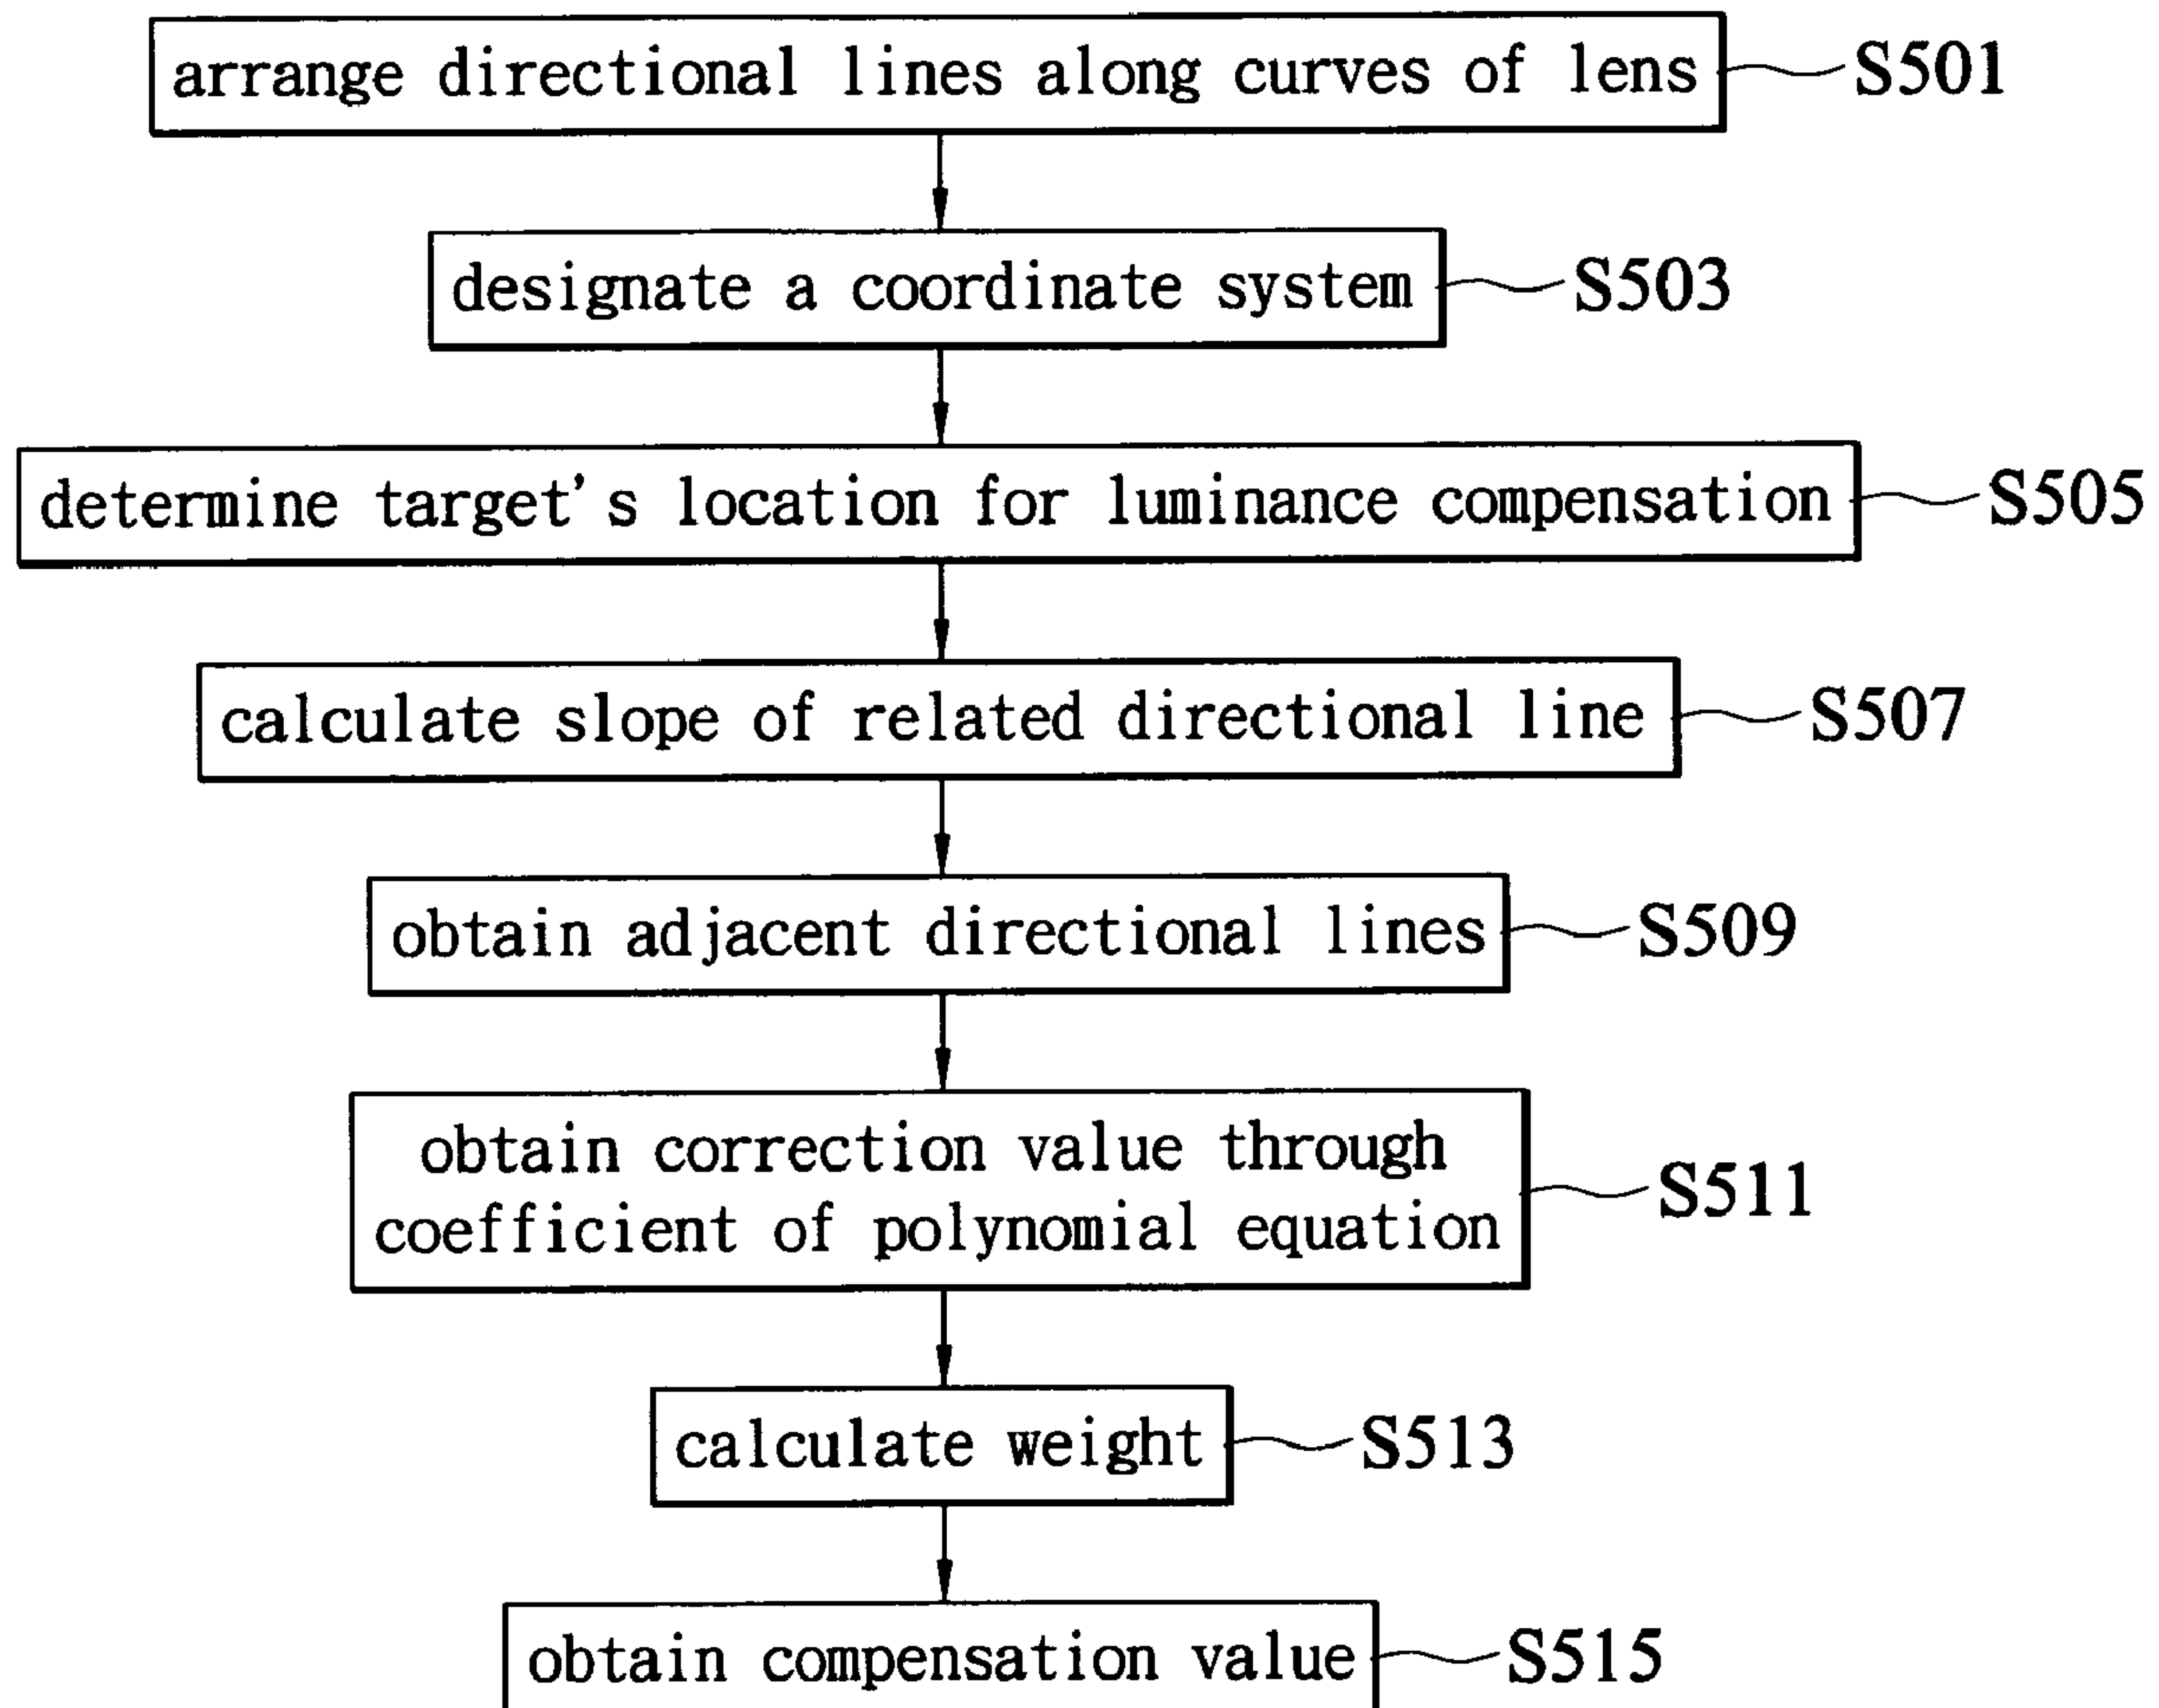 arrange directional lines along curves of lens S501
designate a coordinate system S503
determine target's location for luminance compensation S505
calculate slope of related directional line S507
obtain adjacent directional lines S509
obtain correction value through
coefficient of polynomial equation
S511
calculate weight S513
obtain compensation value S515